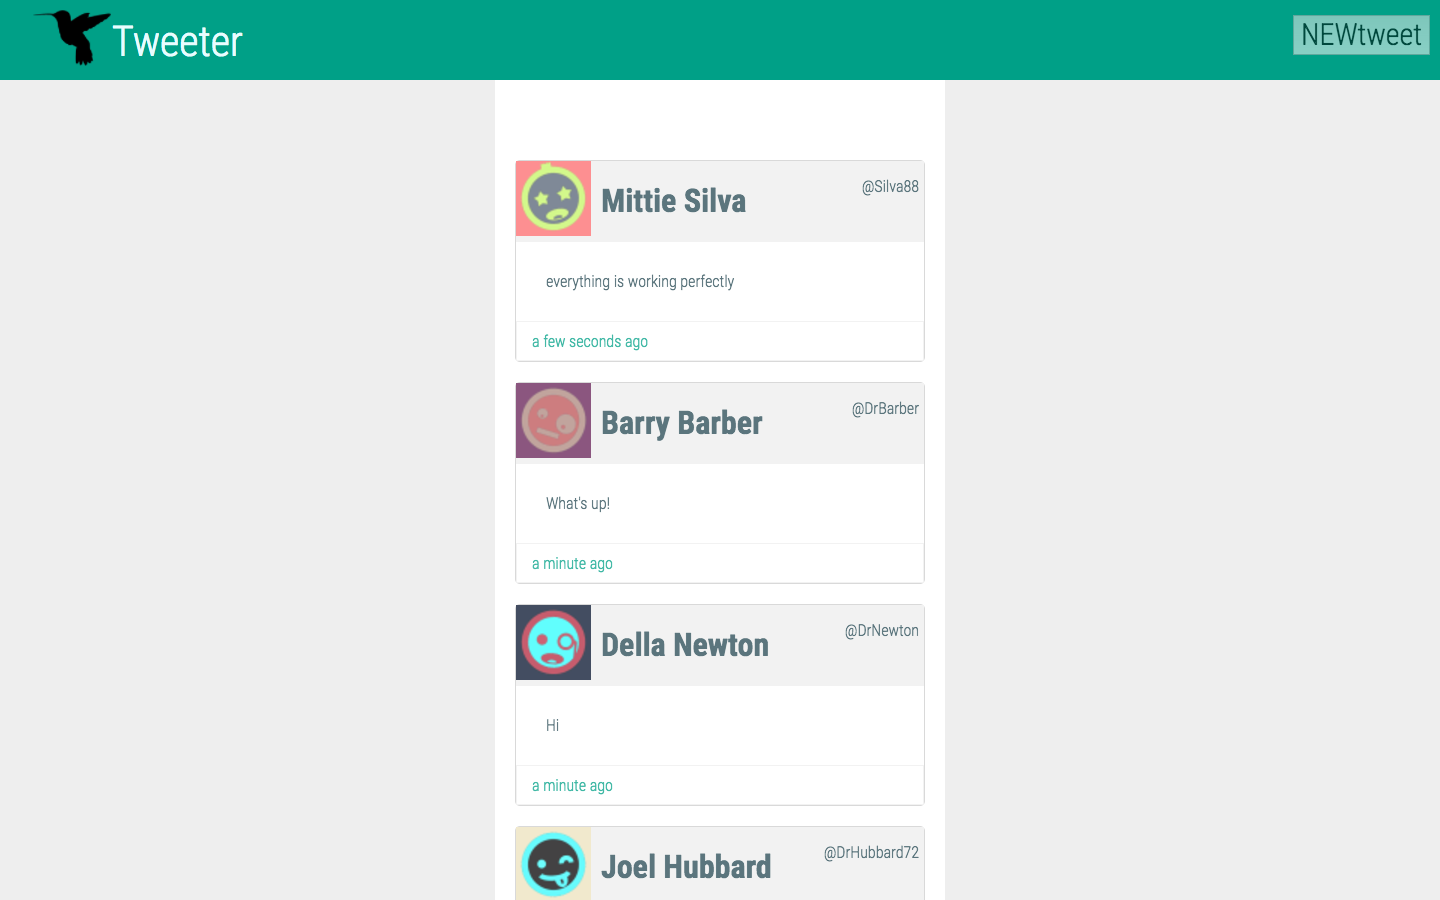 Tweeter
NEWtweet
Mittie Silva
@Silva88
everything is working perfectly
a few seconds ago
Barry Barber
@DrBarber
What's up!
a minute ago
Della Newton
@DrNewton
Hi
a minute ago
Joel Hubbard
@DrHubbard72